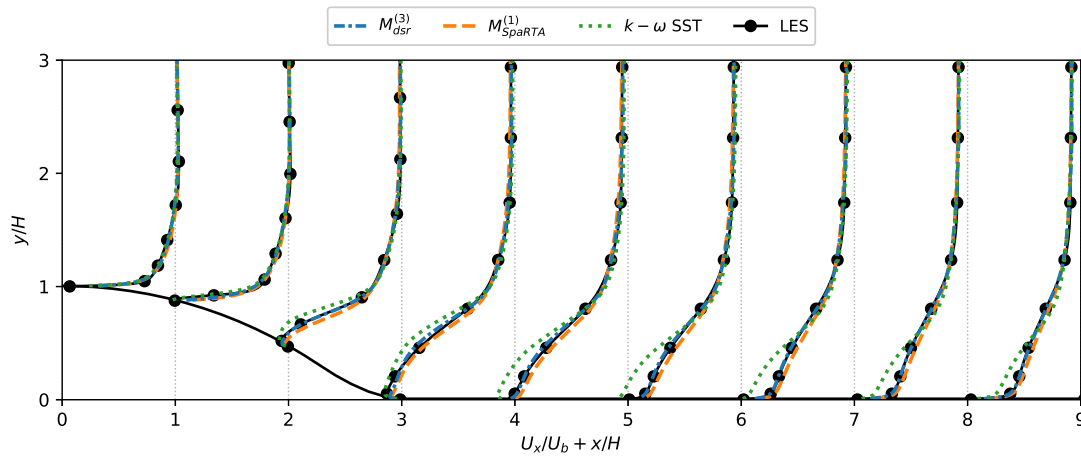 M_{dsr}^{(3)} M_{SpaRTA}^{(1)} k − ω SST LES
3
2
1
0
y/H
0 1 2 3 4 5 6 7 8 9
U_x/U_b + x/H